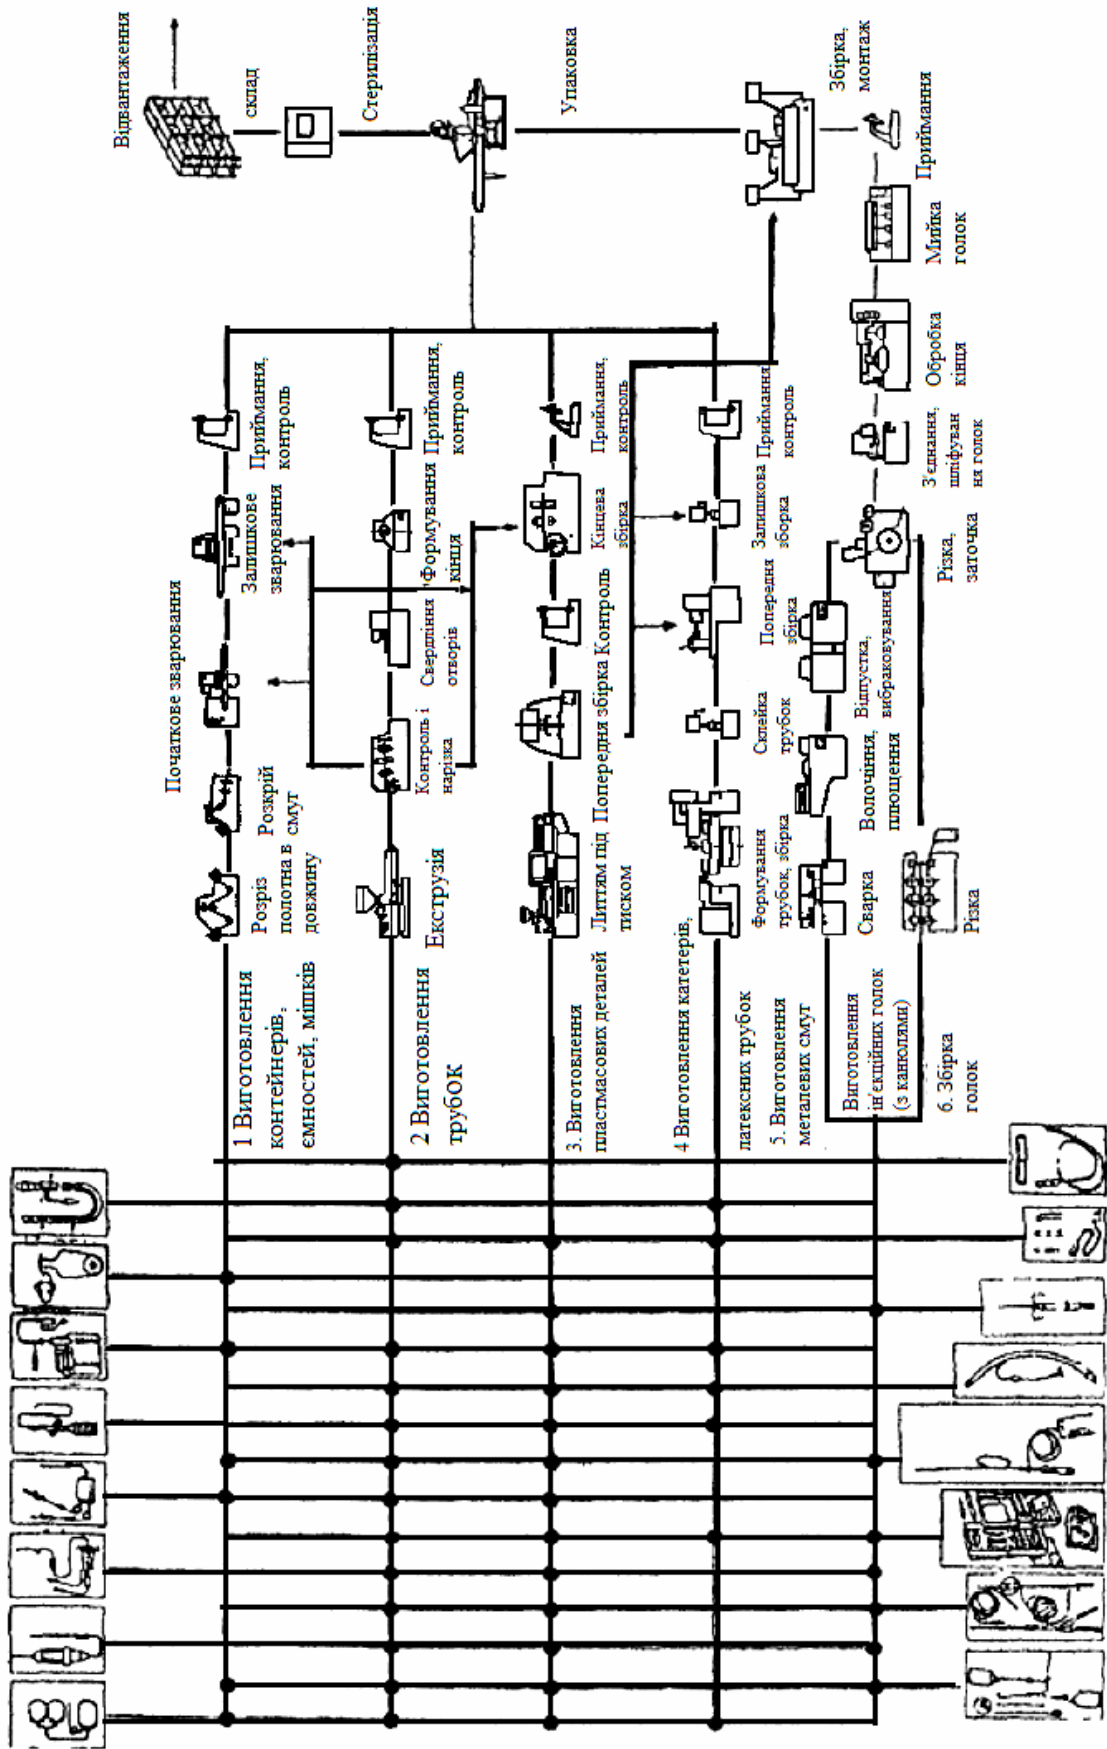 Відвантаження
склад
Стерилізація
Упаковка
Збірка,
монтаж
Приймання
Мийка
голок
Обробка
кінця
З'єднання,
шліфуван
ня голок
Різка,
заточка
1 Виготовлення
контейнерів,
ємностей, мішків
Розріз
полотна в
довжину
Розкрій
смуг
Початкове зварювання
Залишкове
зварювання
Приймання,
контроль
2 Виготовлення
трубок
Екструзія
Контроль і
нарізка
Свердління
отворів
Формування
кінця
Приймання,
контроль
3. Виготовлення
пластмасових деталей
Литтям під
тиском
Попередня збірка
Контроль
Кінцева
збірка
Приймання,
контроль
4 Виготовлення катетерів,
латексних трубок
Формування
трубок, збірка
Склейка
трубок
Попередня
збірка
Залишкова
зборка
Приймання
контроль
5. Виготовлення
металевих смуг
Сварка
Волочіння,
площення
Відпустка,
вибраковування
Виготовлення
ін'єкційних голок
(з канюлями)
6. Збірка
голок
Різка